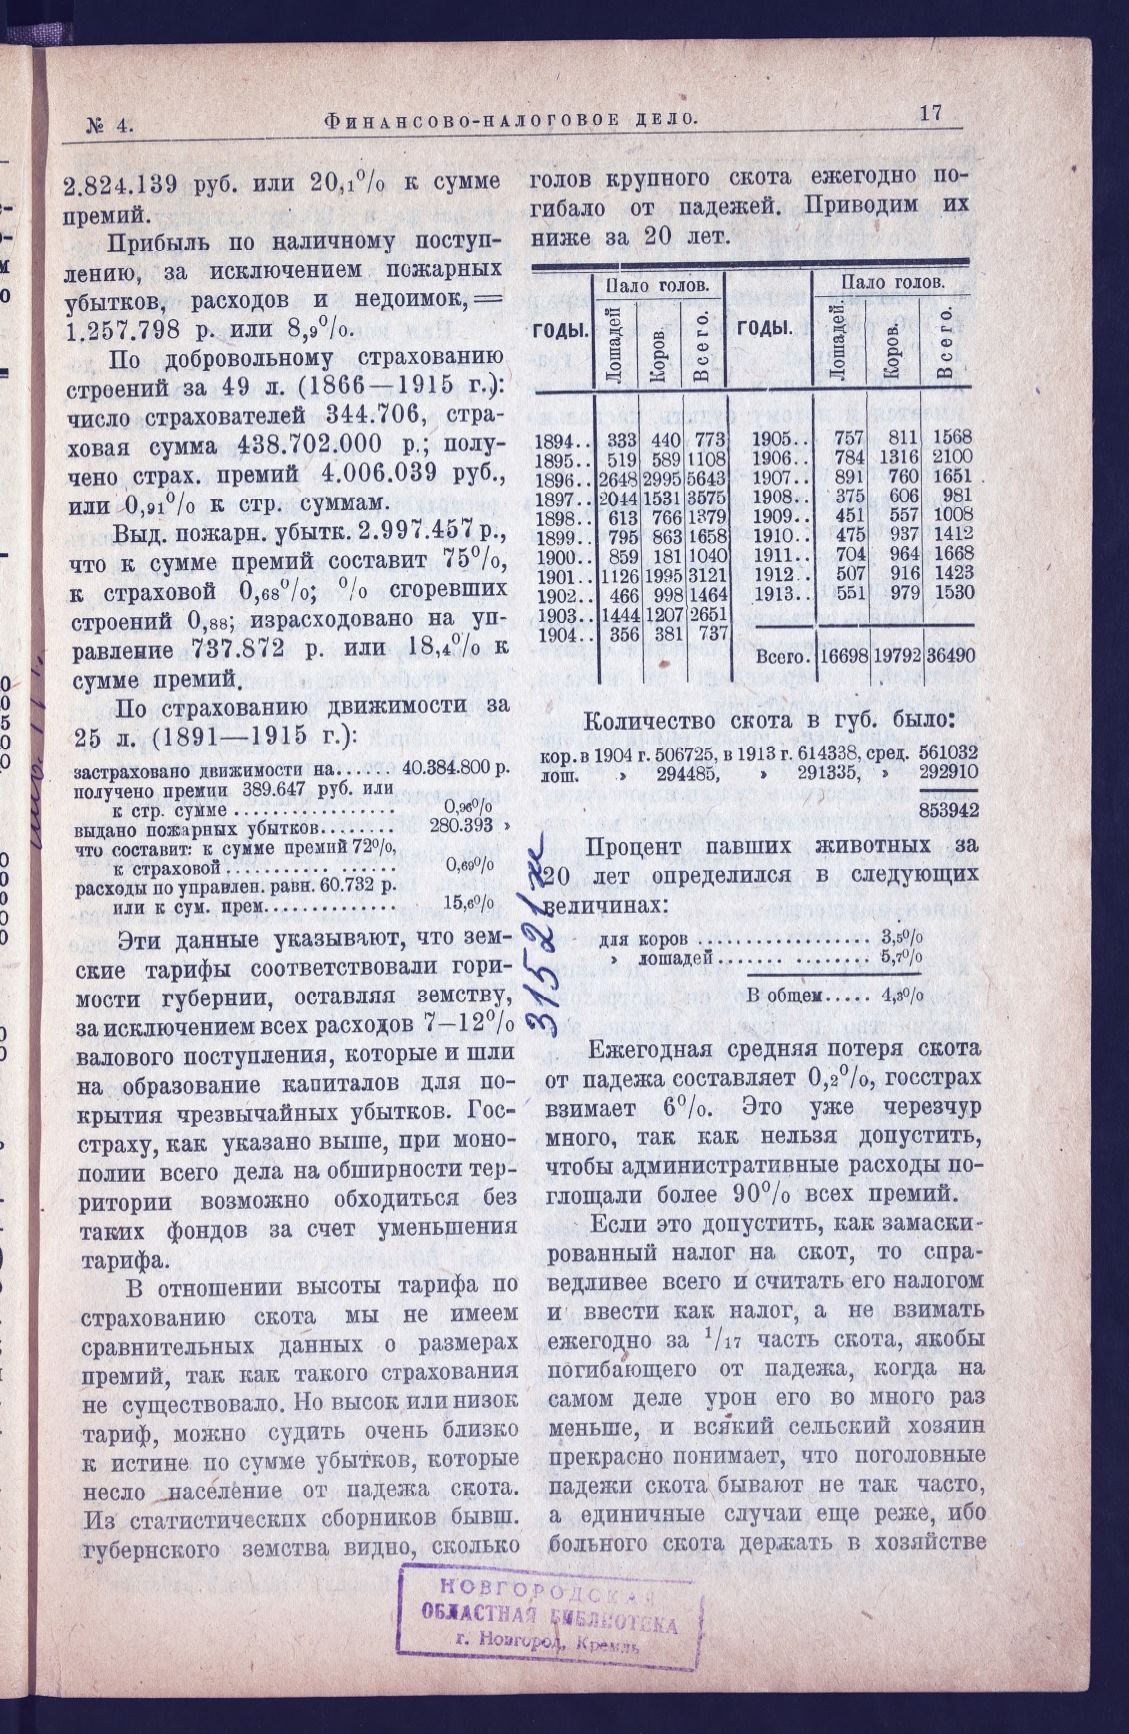 № 4.
Финансово-налоговое дело.
17
2.824.139 руб. или 20,1% к сумме
премий.
Прибыль по наличному поступ-
лению, за исключением пожарных
убытков, расходов и недоимок,=
1.257.798 р. или 8,9%.
По добровольному страхованию
строений за 49 л. (1866—1915 г.):
число страхователей 344.706, стра-
ховая сумма 438.702.000 р.; полу-
чено страх. премий 4.006.039 руб.,
или 0,91% к стр. суммам.
Выд. пожарн. убытк. 2.997.457 р.,
что к сумме премий составит 75%,
к страховой 0,68%; % сгоревших
строений 0,88; израсходовано на уп-
равление 737.872 р. или 18,4% к
сумме премий.
По страхованию движимости за
25 л. (1891—1915 г.):
застраховано движимости на...... 40.384.800 р.
получено премии 389.647 руб. или
к стр. сумме .................. 0,96%
выдано пожарных убытков........ 280.393 »
что составит: к сумме премий 72%,
к страховой .......... ...... 0,69%
расходы по управлен. равн. 60.732 р.
или к сум. прем. .............. 15,6%
Эти данные указывают, что зем-
ские тарифы соответствовали гори-
мости губернии, оставляя земству,
за исключением всех расходов 7—12%
валового поступления, которые и шли
на образование капиталов для по-
крытия чрезвычайных убытков. Гос-
страху, как указано выше, при моно-
полии всего дела на обширности тер-
ритории возможно обходиться без
таких фондов за счет уменьшения
тарифа.
В отношении высоты тарифа по
страхованию скота мы не имеем
сравнительных данных о размерах
премий, так как такого страхования
не существовало. Но высок или низок
тариф, можно судить очень близко
к истине по сумме убытков, которые
несло население от падежа скота.
Из статистических сборников бывш.
губернского земства видно, сколько
голов крупного скота ежегодно по-
гибало от падежей. Приводим их
ниже за 20 лет.
ГОДЫ. Пало голов. ГОДЫ. Пало голов.
Лошадей Коров. Всего. Лошадей Коров. Всего.
1894.. 333 440 773 1905.. 757 811 1568
1895.. 519 589 1108 1906.. 784 1316 2100
1896.. 2648 2995 5643 1907.. 891 760 1651
1897.. 2044 1531 3575 1908.. 375 606 981
1898.. 613 766 1379 1909.. 451 557 1008
1899.. 795 863 1658 1910.. 475 937 1412
1900.. 859 181 1040 1911.. 704 964 1668
1901.. 1126 1995 3121 1912.. 507 916 1423
1902.. 466 998 1464 1913.. 551 979 1530
1903.. 1444 1207 2651
1904.. 356 381 737
Всего. 16698 19792 36490
Количество скота в губ. было:
кор. в 1904 г. 506725, в 1913 г. 614338, сред. 561032
лош. » 294485, » 291335, » 292910
853942
Процент павших животных за
20 лет определился в следующих
величинах:
для коров .................. 3,5%
» лошадей....... ......... 5,7%
В общем..... 4,3%
31521
Ежегодная средняя потеря скота
от падежа составляет 0,2%, госстрах
взимает 6%. Это уже черезчур
много, так как нельзя допустить,
чтобы административные расходы по-
глощали более 90% всех премий.
Если это допустить, как замаски-
рованный налог на скот, то спра-
ведливее всего и считать его налогом
и ввести как налог, а не взимать
ежегодно за 1/17 часть скота, якобы
погибающего от падежа, когда на
самом деле урон его во много раз
меньше, и всякий сельский хозяин
прекрасно понимает, что поголовные
падежи скота бывают не так часто,
а единичные случаи еще реже, ибо
больного скота держать в хозяйстве
НОВГОРОДСКАЯ
ОБЛАСТНАЯ БИБЛИОТЕКА
г. Новгород, Кремль